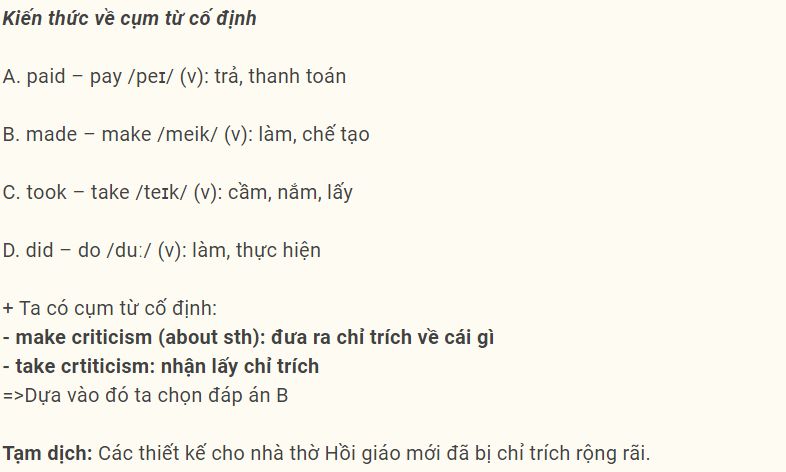 Kiến thức về cụm từ cố định
A. paid – pay /peɪ/ (v): trả, thanh toán
B. made – make /meik/ (v): làm, chế tạo
C. took – take /teɪk/ (v): cầm, nắm, lấy
D. did – do /duː/ (v): làm, thực hiện
+ Ta có cụm từ cố định:
- make criticism (about sth): đưa ra chỉ trích về cái gì
- take crtiticism: nhận lấy chỉ trích
=>Dựa vào đó ta chọn đáp án B
Tạm dịch: Các thiết kế cho nhà thờ Hồi giáo mới đã bị chỉ trích rộng rãi.